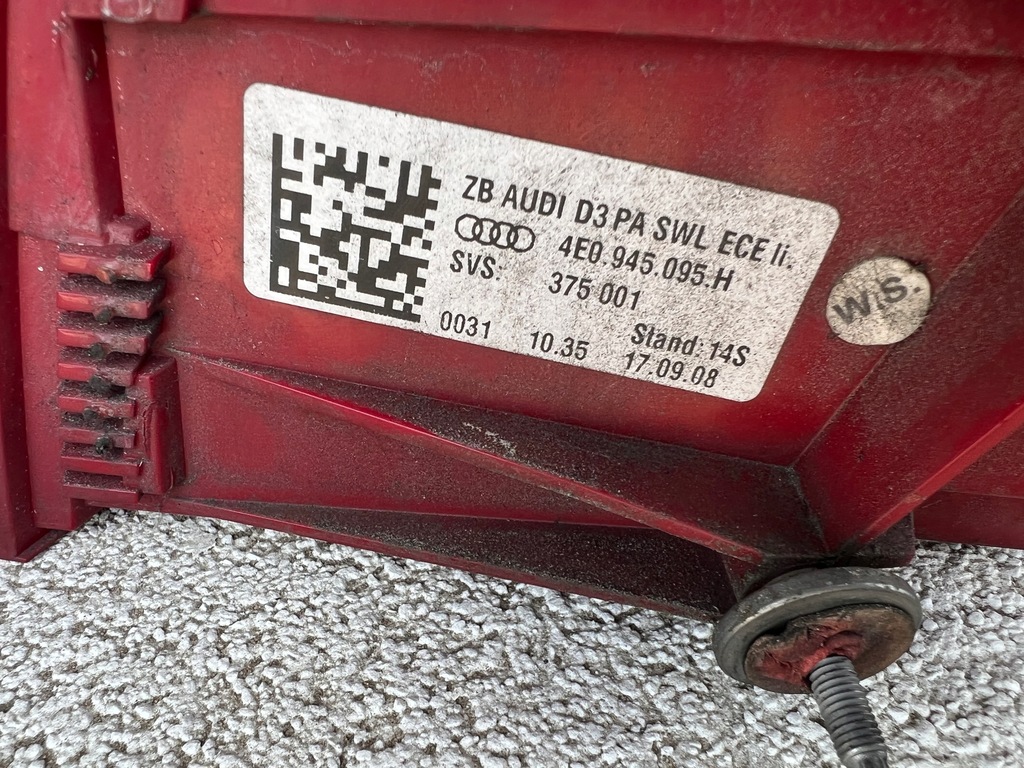 ZB AUDI D3 PA SWL ECE li.
4E0.945.095.H
SVS: 375 001
Stand: 14S
0031 10.35 17.09.08
W.S.